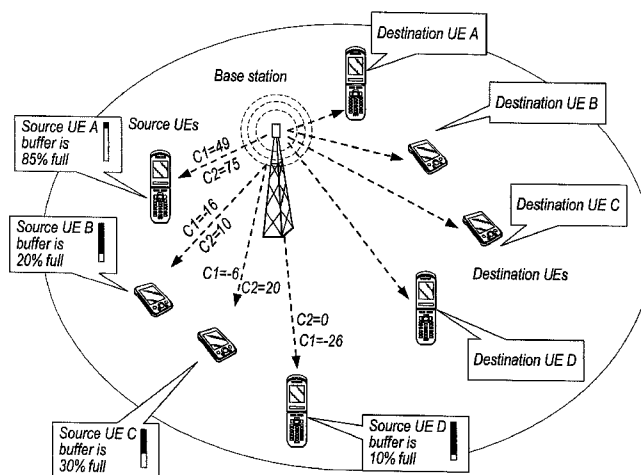 Destination UE A
Base station
Destination UE B
Source UE A
buffer is
85% full
Source UEs
C1=49
C2=75
Destination UE C
C1=16
C2=10
Source UE B
buffer is
20% full
C1=-6
C2=20
Destination UEs
C2=0
C1=-26
Destination UE D
Source UE C
buffer is
30% full
Source UE D
buffer is
10% full